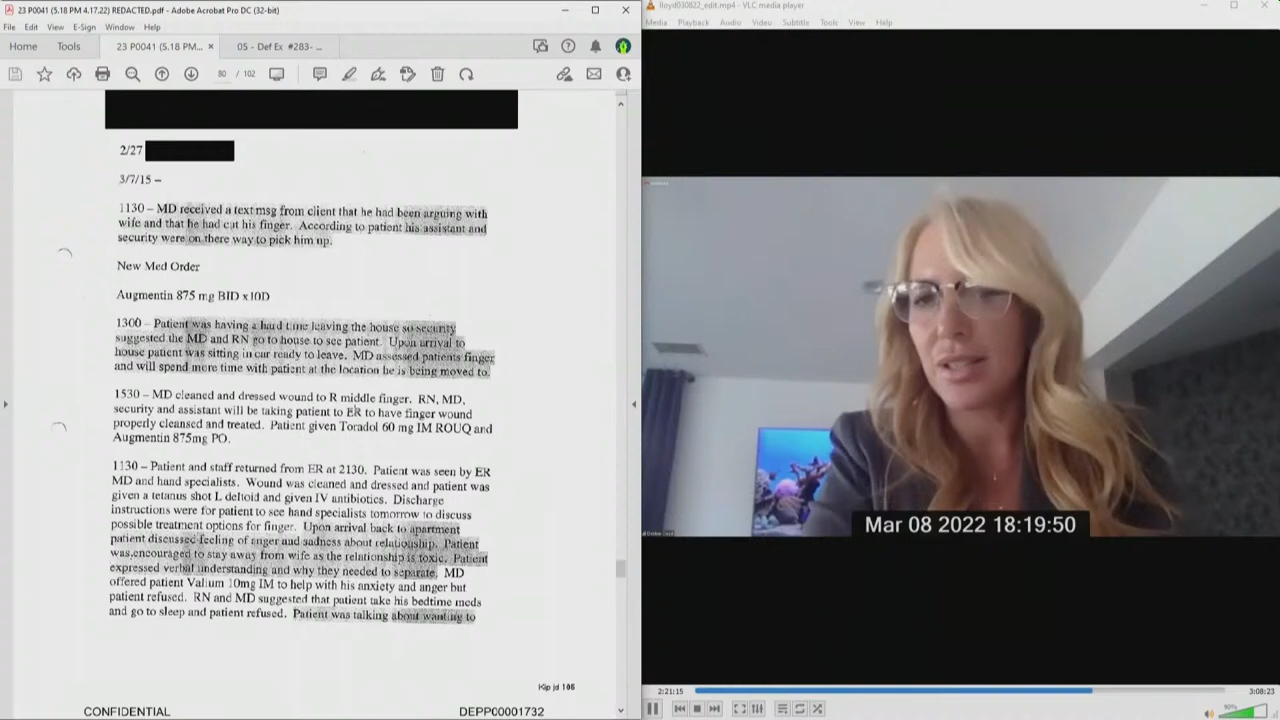 23 P0041 (5.18 PM 4.17.22) REDACTED.pdf - Adobe Acrobat Pro DC (32-bit)
File Edit View E-Sign Window Help
Home Tools 23 P0041 (5.18 PM... × 05 - Def Ex #283- ...
80 / 102
2/27
3/7/15 –
1130 – MD received a text msg from client that he had been arguing with
wife and that he had cut his finger. According to patient his assistant and
security were on there way to pick him up.
New Med Order
Augmentin 875 mg BID x10D
1300 – Patient was having a hard time leaving the house so security
suggested the MD and RN go to house to see patient. Upon arrival to
house patient was sitting in car ready to leave. MD assessed patients finger
and will spend more time with patient at the location he is being moved to.
1530 – MD cleaned and dressed wound to R middle finger. RN, MD,
security and assistant will be taking patient to ER to have finger wound
properly cleansed and treated. Patient given Toradol 60 mg IM ROUQ and
Augmentin 875mg PO.
1130 – Patient and staff returned from ER at 2130. Patient was seen by ER
MD and hand specialists. Wound was cleaned and dressed and patient was
given a tetanus shot L deltoid and given IV antibiotics. Discharge
instructions were for patient to see hand specialists tomorrow to discuss
possible treatment options for finger. Upon arrival back to apartment
patient discussed feeling of anger and sadness about relationship. Patient
was encouraged to stay away from wife as the relationship is toxic. Patient
expressed verbal understanding and why they needed to separate. MD
offered patient Valium 10mg IM to help with his anxiety and anger but
patient refused. RN and MD suggested that patient take his bedtime meds
and go to sleep and patient refused. Patient was talking about wanting to
Kip jd 106
CONFIDENTIAL DEPP00001732
lloyd030822_edit.mp4 - VLC media player
Media Playback Audio Video Subtitle Tools View Help
Mar 08 2022 18:19:50
2:21:15 3:08:23
90%